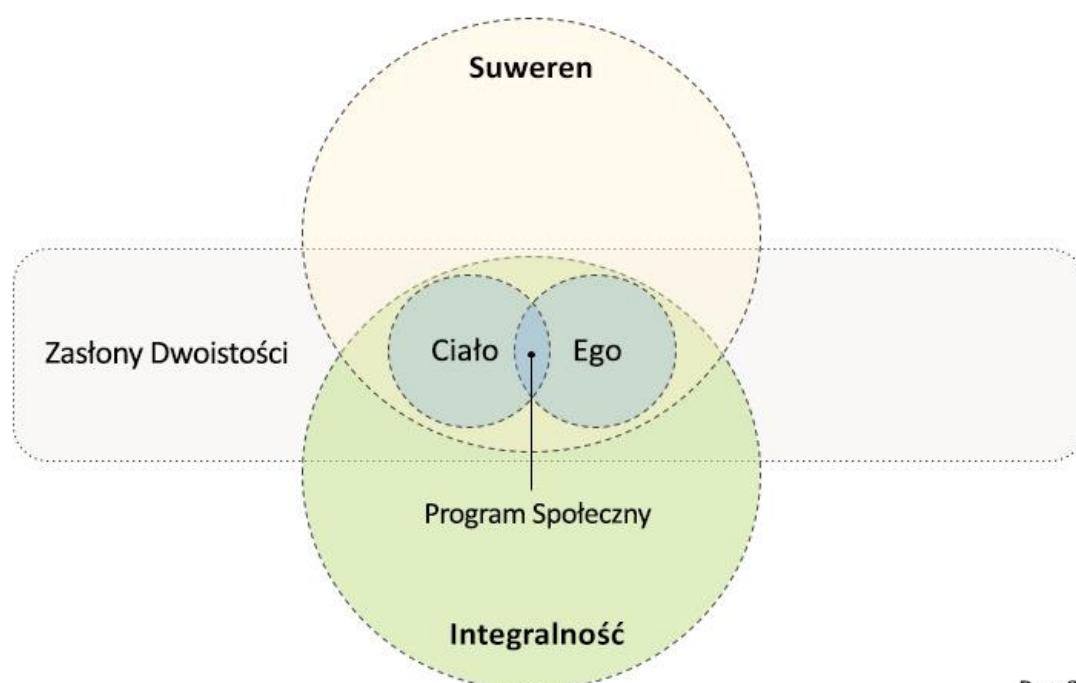 Suweren
Zasłony Dwoistości
Ciało
Ego
Program Społeczny
Integralność